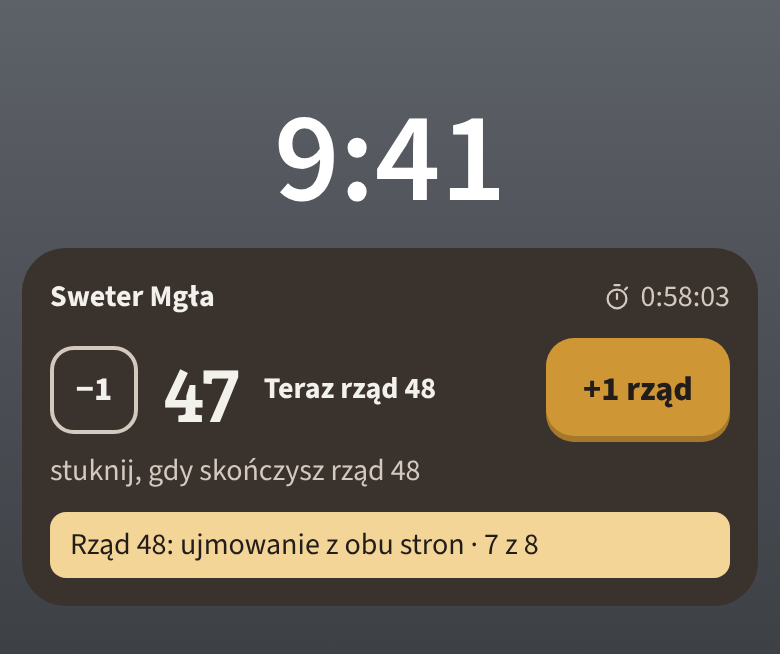 9:41
Sweter Mgła 0:58:03
−1 47 Teraz rząd 48 +1 rząd
stuknij, gdy skończysz rząd 48
Rząd 48: ujmowanie z obu stron · 7 z 8